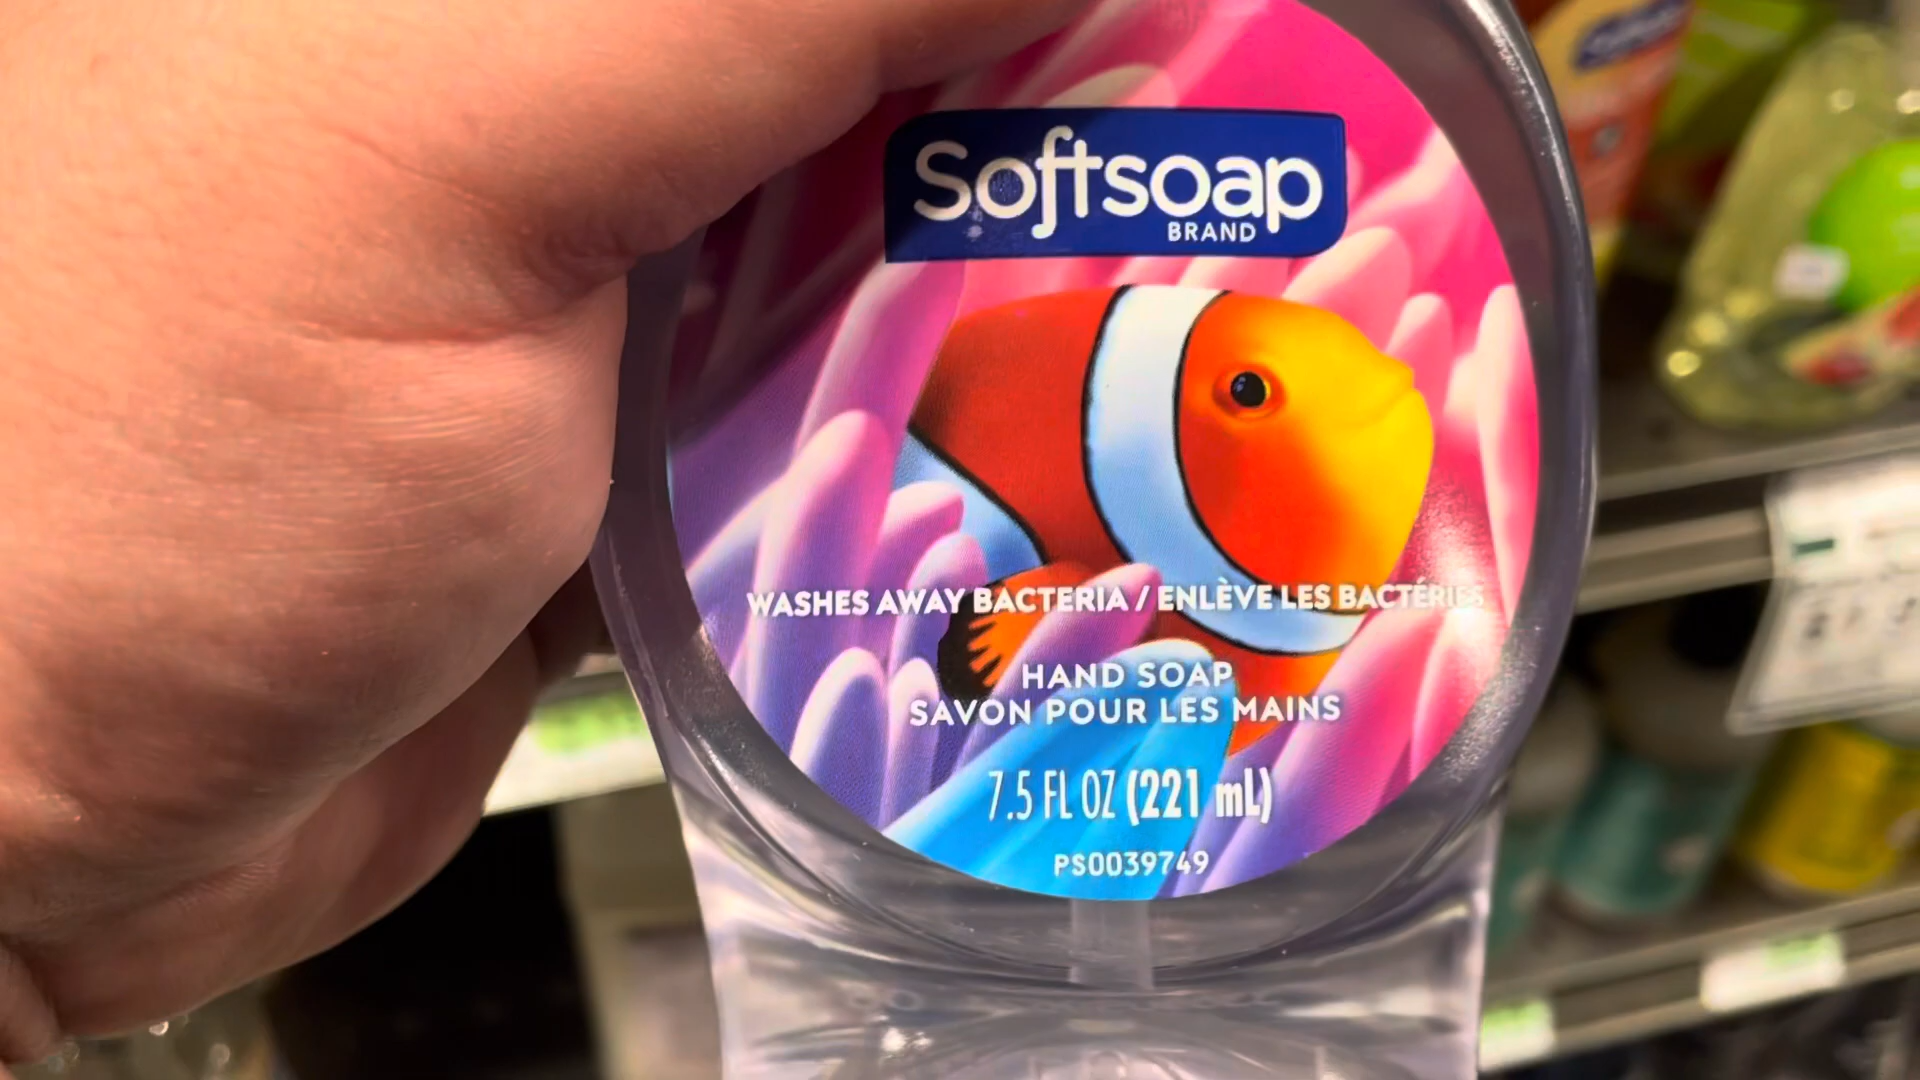 Softsoap
BRAND
WASHES AWAY BACTERIA / ENLÈVE LES BACTÉRIES
HAND SOAP
SAVON POUR LES MAINS
7.5 FL OZ (221 mL)
PS0039749